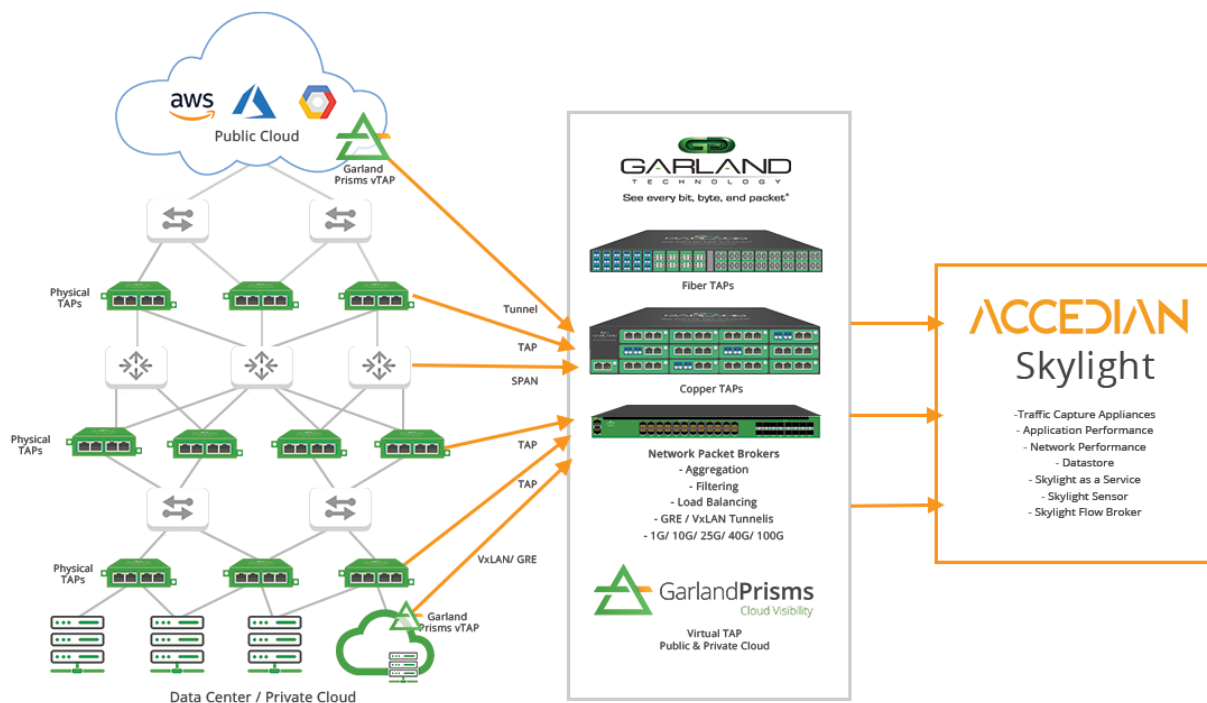 aws
Public Cloud
Garland
Prisms vTAP
Physical
TAPs
Physical
TAPs
Physical
TAPs
Tunnel
TAP
SPAN
TAP
TAP
VxLAN/ GRE
Garland
Prisms vTAP
Data Center / Private Cloud
GARLAND
TECHNOLOGY
See every bit, byte, and packet®
Fiber TAPs
Copper TAPs
Network Packet Brokers
- Aggregation
- Filtering
- Load Balancing
- GRE / VxLAN Tunnelis
- 1G/ 10G/ 25G/ 40G/ 100G
GarlandPrisms
Cloud Visibility
Virtual TAP
Public & Private Cloud
ACCEDIAN
Skylight
-Traffic Capture Appliances
- Application Performance
- Network Performance
- Datastore
- Skylight as a Service
- Skylight Sensor
- Skylight Flow Broker